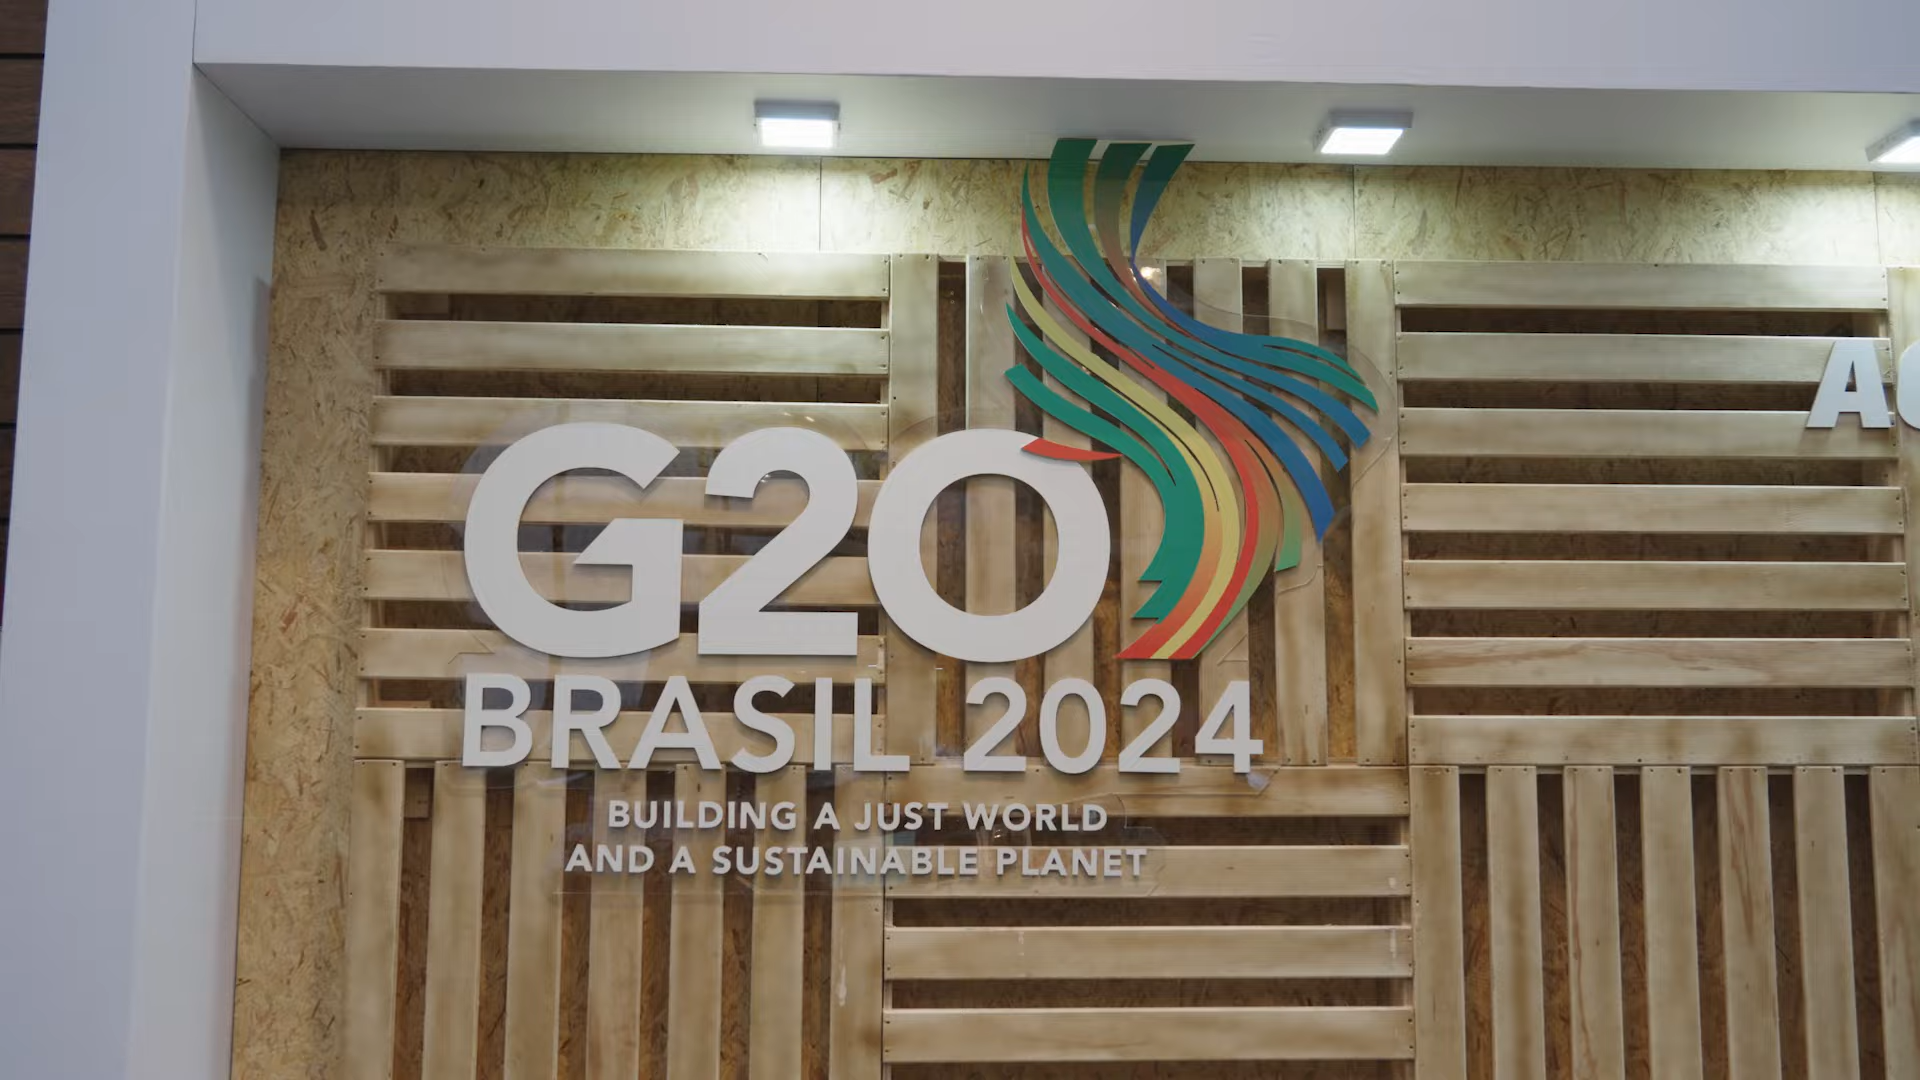 G20
BRASIL 2024
BUILDING A JUST WORLD
AND A SUSTAINABLE PLANET